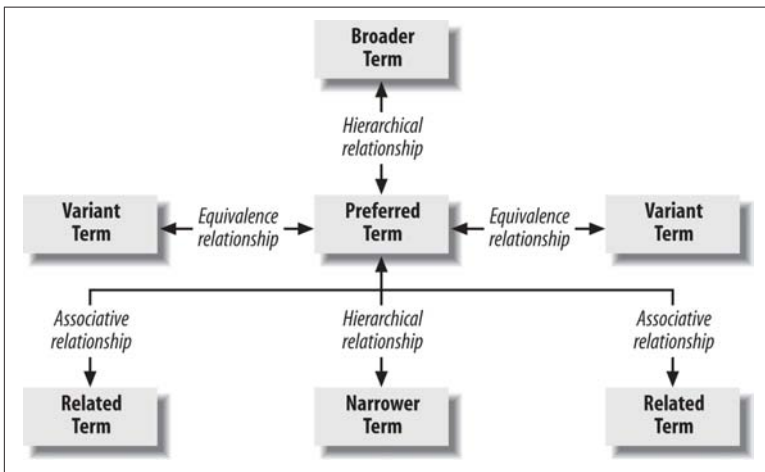 Broader
Term
Hierarchical
relationship
Variant
Term
Equivalence
relationship
Preferred
Term
Equivalence
relationship
Variant
Term
Associative
relationship
Hierarchical
relationship
Associative
relationship
Related
Term
Narrower
Term
Related
Term